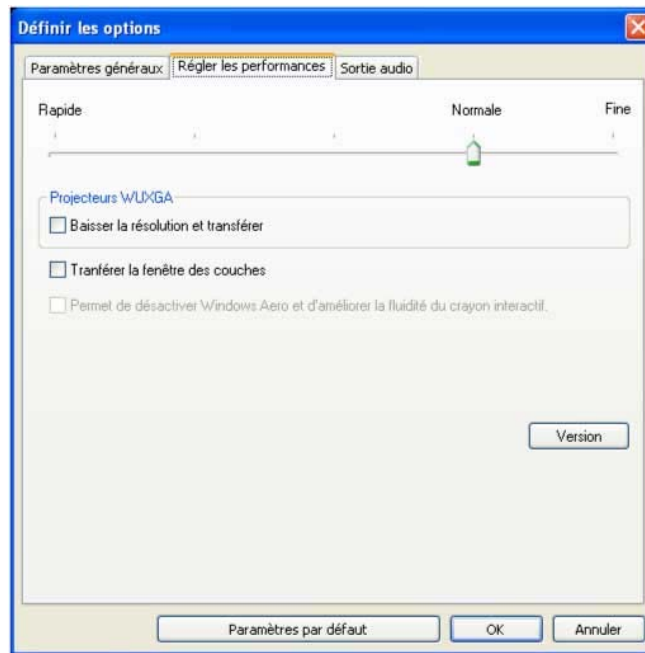 Définir les options
Paramètres généraux Régler les performances Sortie audio
Rapide Normale Fine
Projecteurs WUXGA
Baisser la résolution et transférer
Tranférer la fenêtre des couches
Permet de désactiver Windows Aero et d'améliorer la fluidité du crayon interactif.
Version
Paramètres par défaut OK Annuler